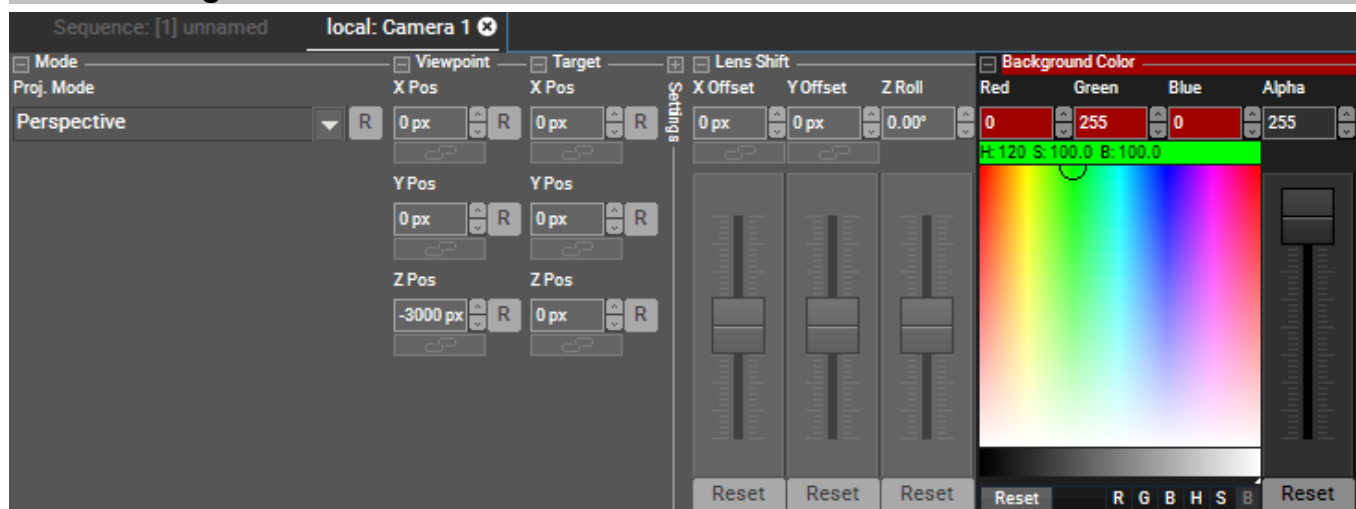 Sequence: [1] unnamed local: Camera 1
Mode Viewpoint Target Lens Shift Background Color
Proj. Mode X Pos X Pos Settings X Offset Y Offset Z Roll Red Green Blue Alpha
Perspective R 0 px R 0 px R 0 px 0 px 0.00° 0 255 0 255
H: 120 S: 100.0 B: 100.0
Y Pos Y Pos
0 px R 0 px R
Z Pos Z Pos
-3000 px R 0 px R
Reset Reset Reset Reset R G B H S B Reset